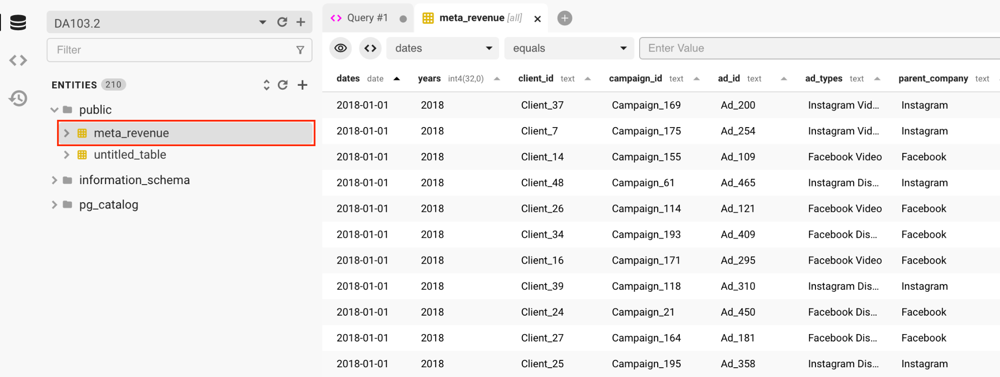 DA103.2
Filter
ENTITIES 210
public
meta_revenue
untitled_table
information_schema
pg_catalog
Query #1 meta_revenue [all]
dates equals Enter Value
dates date years int4(32,0) client_id text campaign_id text ad_id text ad_types text parent_company text
2018-01-01 2018 Client_37 Campaign_169 Ad_200 Instagram Vid... Instagram
2018-01-01 2018 Client_7 Campaign_175 Ad_254 Instagram Vid... Instagram
2018-01-01 2018 Client_14 Campaign_155 Ad_109 Facebook Video Facebook
2018-01-01 2018 Client_48 Campaign_61 Ad_465 Instagram Dis... Instagram
2018-01-01 2018 Client_26 Campaign_114 Ad_121 Facebook Video Facebook
2018-01-01 2018 Client_34 Campaign_193 Ad_409 Facebook Dis... Facebook
2018-01-01 2018 Client_16 Campaign_171 Ad_295 Facebook Video Facebook
2018-01-01 2018 Client_39 Campaign_118 Ad_310 Instagram Dis... Instagram
2018-01-01 2018 Client_24 Campaign_21 Ad_450 Facebook Dis... Facebook
2018-01-01 2018 Client_27 Campaign_164 Ad_181 Facebook Dis... Facebook
2018-01-01 2018 Client_25 Campaign_195 Ad_358 Instagram Dis... Instagram